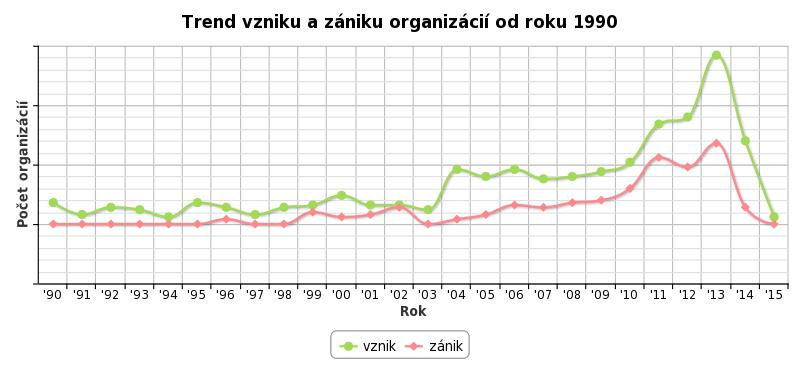 Trend vzniku a zániku organizácií od roku 1990
Počet organizácií
'90 '91 '92 '93 '94 '95 '96 '97 '98 '99 '00 '01 '02 '03 '04 '05 '06 '07 '08 '09 '10 '11 '12 '13 '14 '15
Rok
vznik zánik